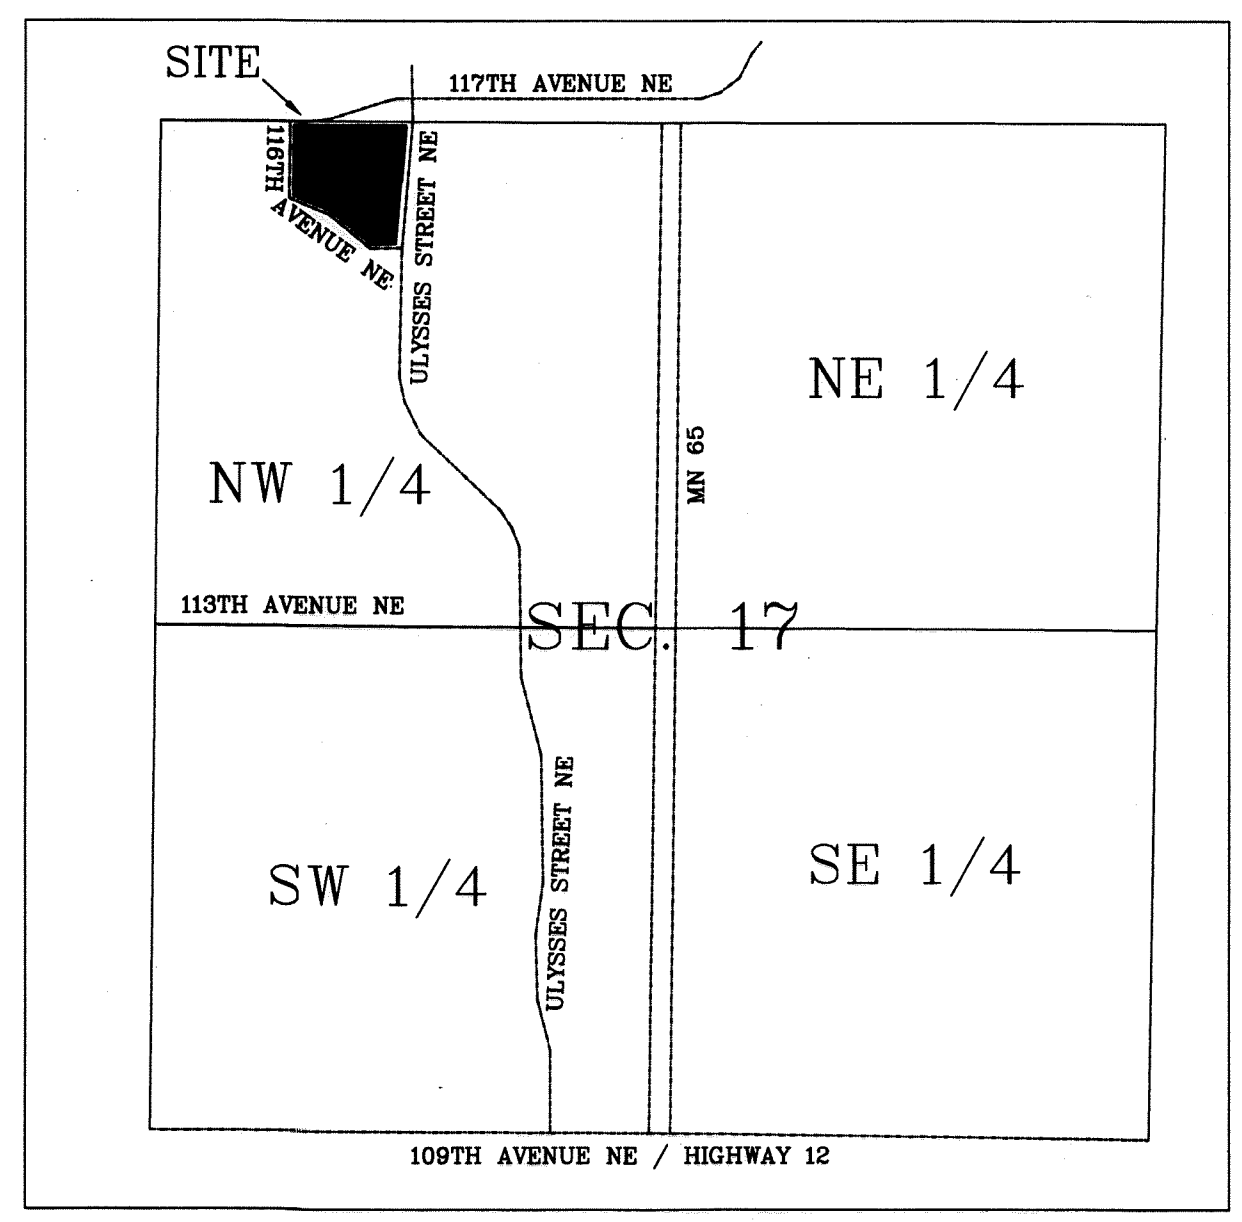 SITE
117TH AVENUE NE
116TH
AVENUE NE
ULYSSES STREET NE
NE 1/4
MN 65
NW 1/4
113TH AVENUE NE
SEC. 17
ULYSSES STREET NE
SW 1/4
SE 1/4
109TH AVENUE NE / HIGHWAY 12